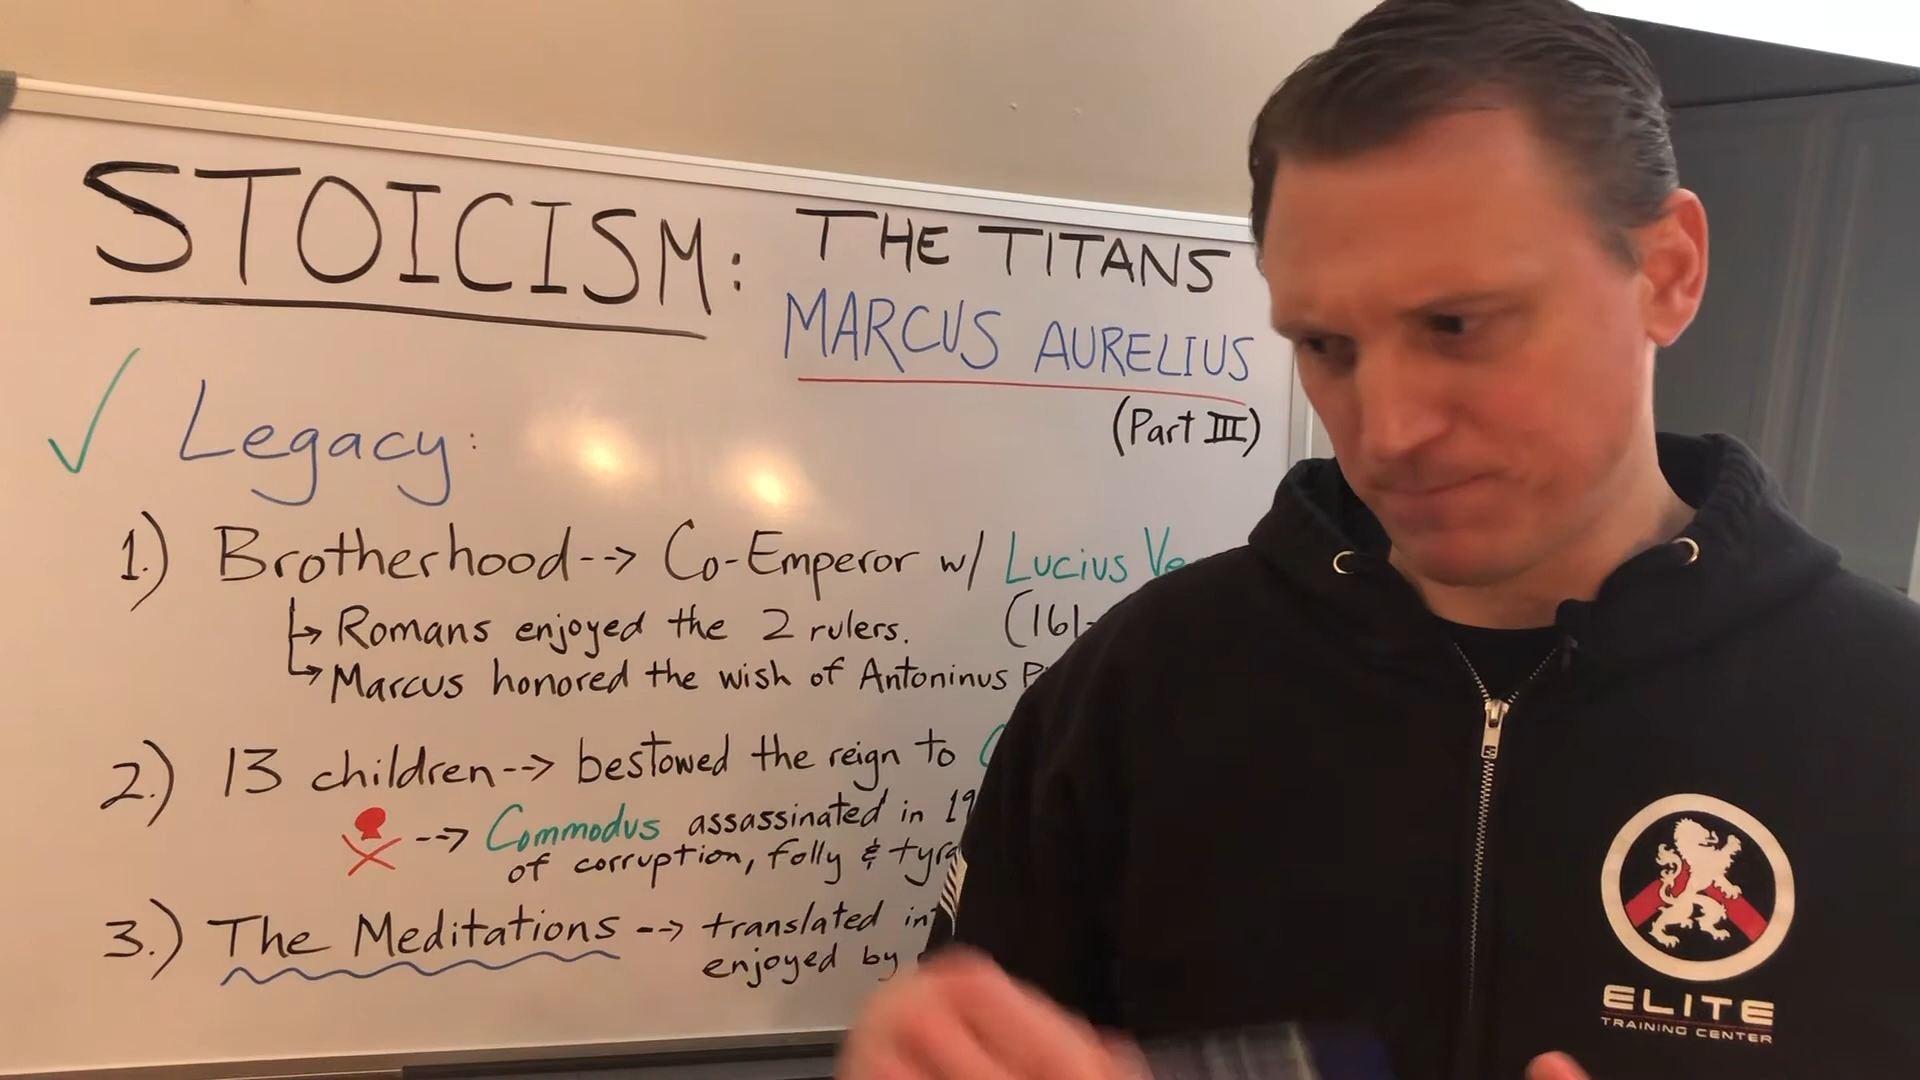 STOICISM: THE TITANS
MARCUS AURELIUS
(Part III)
✓ Legacy:
1.) Brotherhood --> Co-Emperor w/ Lucius
(161-
↳ Romans enjoyed the 2 rulers.
↳ Marcus honored the wish of Antoninus
2.) 13 children --> bestowed the reign to
--> Commodus assassinated in
of corruption, folly & 
3.) The Meditations --> translated
enjoyed by
ELITE
TRAINING CENTER